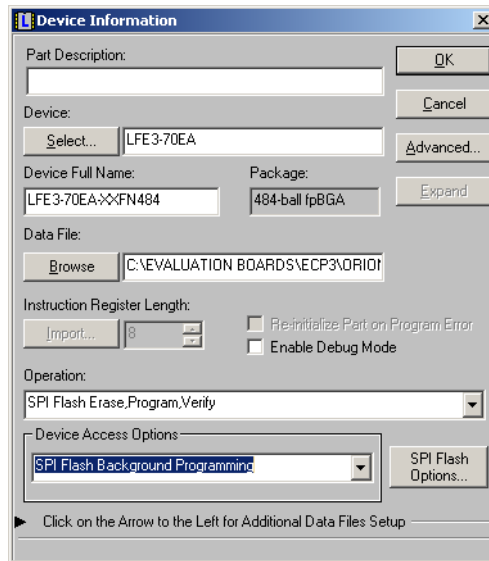 Device Information
Part Description:
OK
Cancel
Device:
Select... LFE3-70EA
Advanced...
Device Full Name: Package:
LFE3-70EA-XXFN484 484-ball fpBGA
Expand
Data File:
Browse C:\EVALUATION BOARDS\ECP3\ORION
Instruction Register Length:
Import... 8
Re-initialize Part on Program Error
Enable Debug Mode
Operation:
SPI Flash Erase,Program,Verify
Device Access Options
SPI Flash Background Programming
SPI Flash
Options...
Click on the Arrow to the Left for Additional Data Files Setup